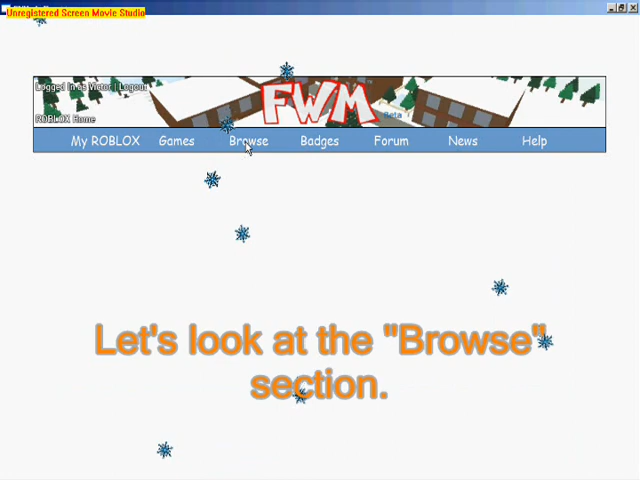 Unregistered Screen Movie Studio
Logged in as Victor | Logout
FWM
Beta
ROBLOX Home
My ROBLOX Games Browse Badges Forum News Help
Let's look at the "Browse"
section.